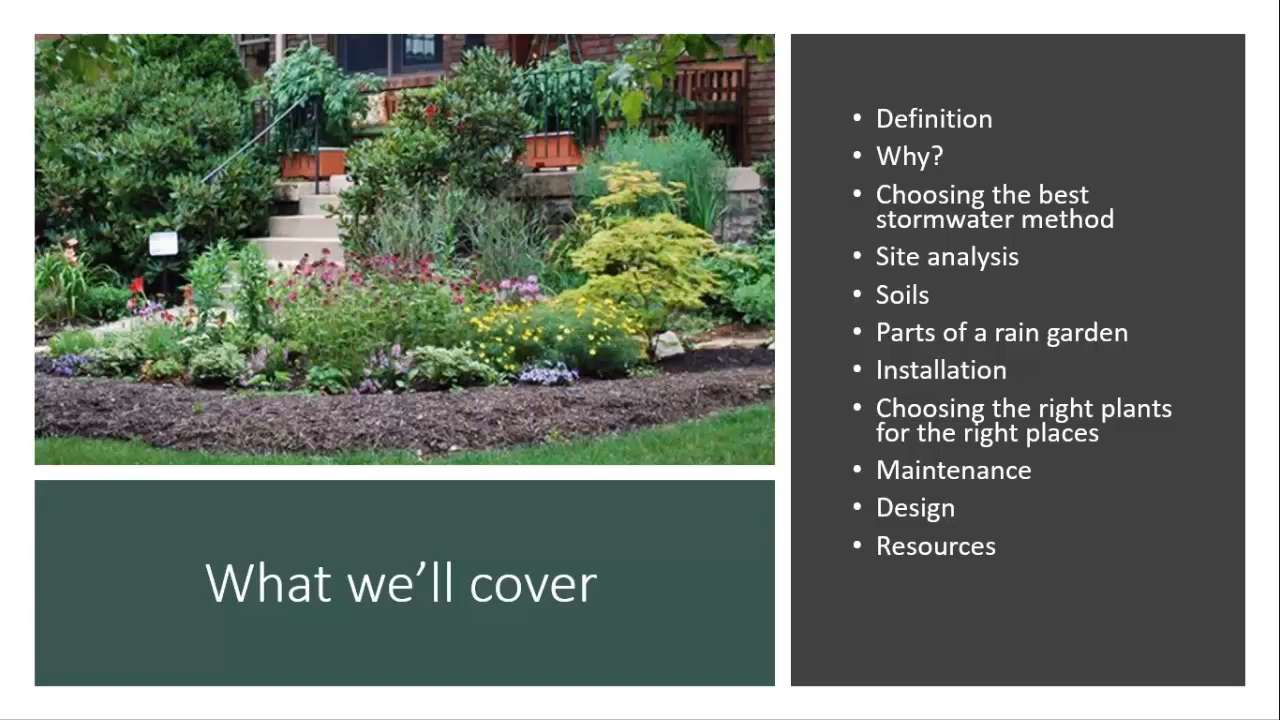 • Definition
• Why?
• Choosing the best
stormwater method
• Site analysis
• Soils
• Parts of a rain garden
• Installation
• Choosing the right plants
for the right places
• Maintenance
• Design
• Resources
What we’ll cover